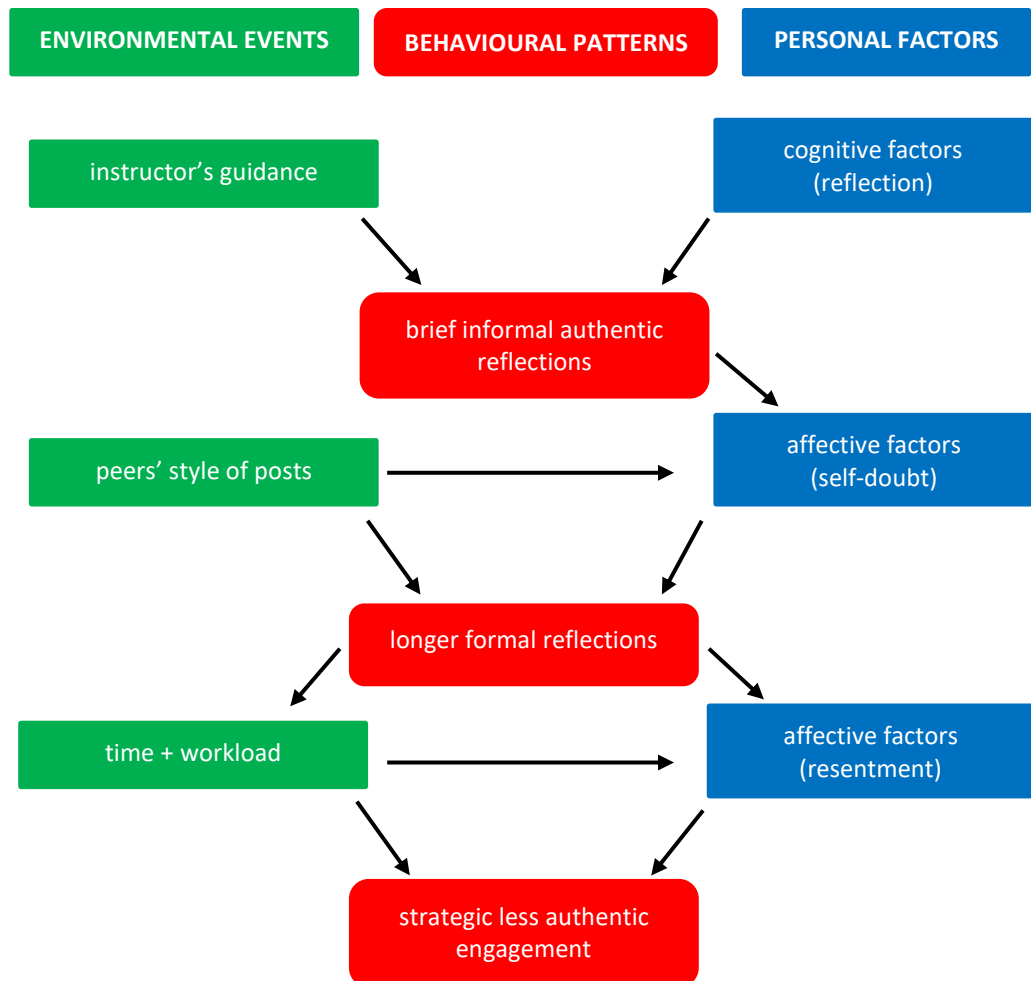 ENVIRONMENTAL EVENTS
BEHAVIOURAL PATTERNS
PERSONAL FACTORS
instructor’s guidance
cognitive factors
(reflection)
brief informal authentic
reflections
peers’ style of posts
affective factors
(self-doubt)
longer formal reflections
time + workload
affective factors
(resentment)
strategic less authentic
engagement